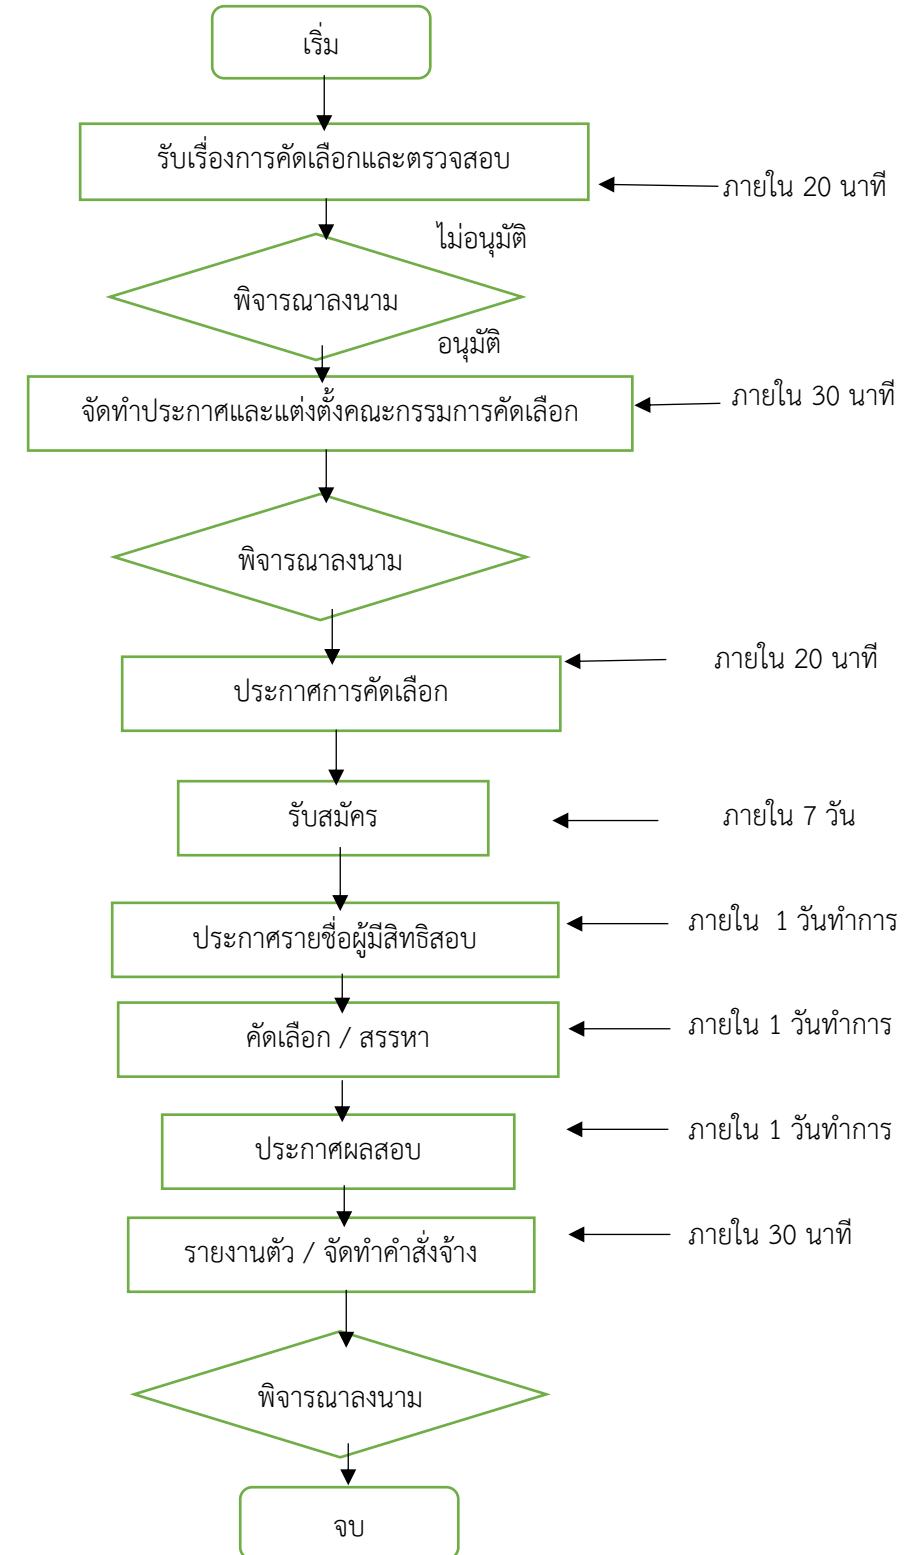 เริ่ม
รับเรื่องการคัดเลือกและตรวจสอบ
ภายใน 20 นาที
ไม่อนุมัติ
พิจารณาลงนาม
อนุมัติ
จัดทำประกาศและแต่งตั้งคณะกรรมการคัดเลือก
ภายใน 30 นาที
พิจารณาลงนาม
ประกาศการคัดเลือก
ภายใน 20 นาที
รับสมัคร
ภายใน 7 วัน
ประกาศรายชื่อผู้มีสิทธิสอบ
ภายใน 1 วันทำการ
คัดเลือก / สรรหา
ภายใน 1 วันทำการ
ประกาศผลสอบ
ภายใน 1 วันทำการ
รายงานตัว / จัดทำคำสั่งจ้าง
ภายใน 30 นาที
พิจารณาลงนาม
จบ